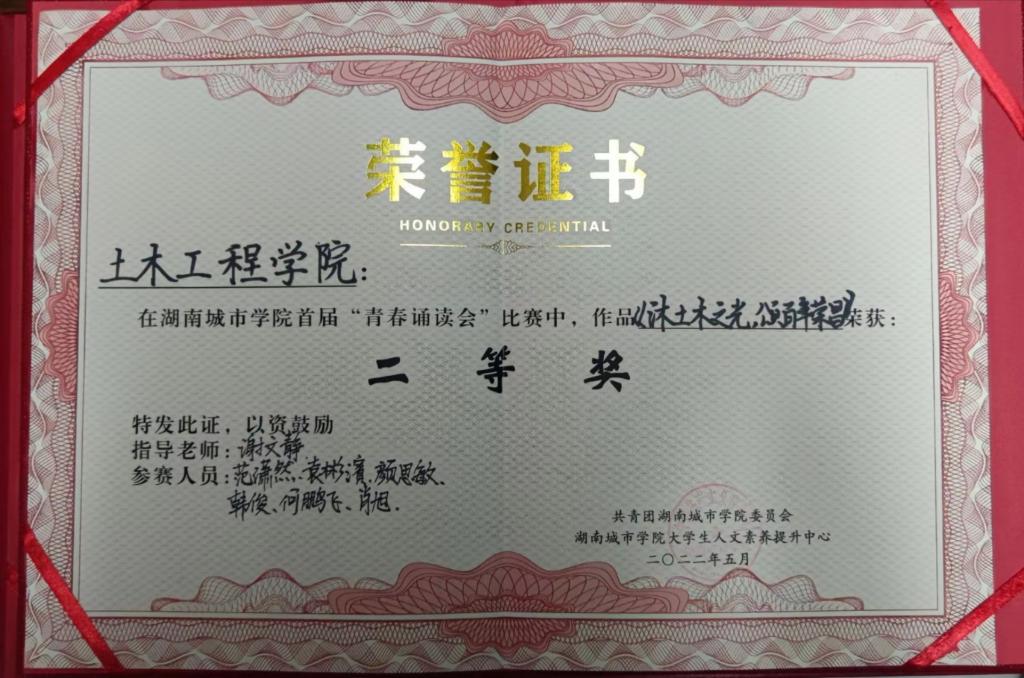 荣誉证书
HONORARY CREDENTIAL
土木工程学院：
在湖南城市学院首届“青春诵读会”比赛中，作品《沐土木之光，伴百年荣昌》荣获：
二等奖
特发此证，以资鼓励
指导老师：谢文静
参赛人员：范潇然、袁彬滨、颜思敏、
韩俊、何鹏飞、肖旭.
共青团湖南城市学院委员会
湖南城市学院大学生人文素养提升中心
二〇二二年五月